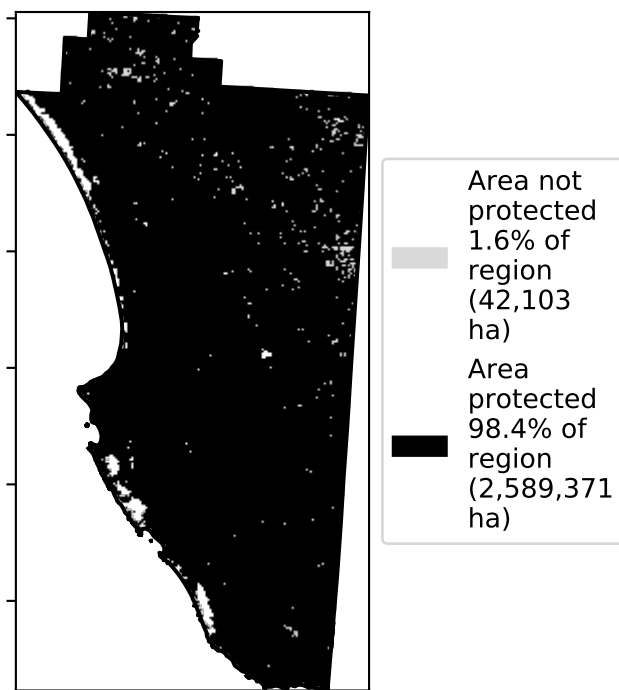 Area not
protected
1.6% of
region
(42,103
ha)
Area
protected
98.4% of
region
(2,589,371
ha)